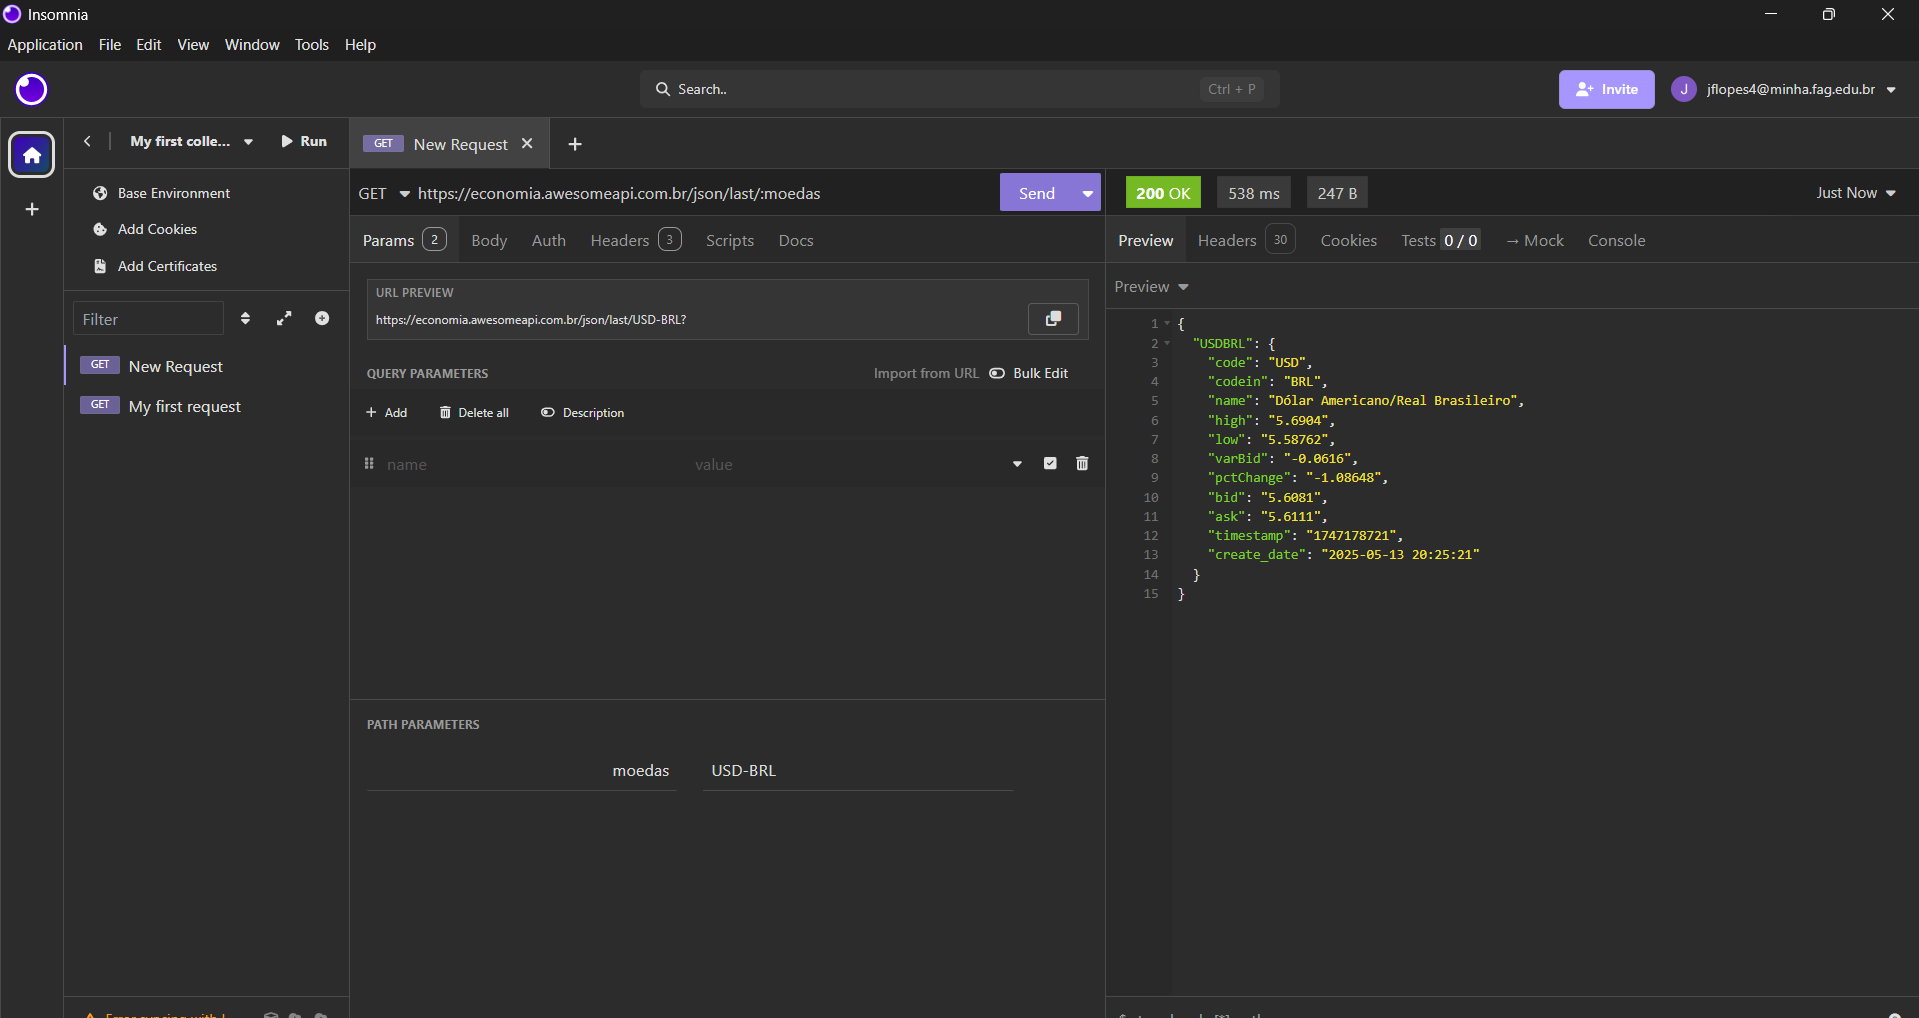 Insomnia
Application File Edit View Window Tools Help
Search.. Ctrl + P
Invite
J jflopes4@minha.fag.edu.br
My first colle... Run
GET New Request
Base Environment
Add Cookies
Add Certificates
Filter
GET New Request
GET My first request
GET https://economia.awesomeapi.com.br/json/last/:moedas Send
Params 2 Body Auth Headers 3 Scripts Docs
URL PREVIEW
https://economia.awesomeapi.com.br/json/last/USD-BRL?
QUERY PARAMETERS Import from URL Bulk Edit
Add Delete all Description
name value
PATH PARAMETERS
moedas USD-BRL
200 OK 538 ms 247 B Just Now
Preview Headers 30 Cookies Tests 0 / 0 → Mock Console
Preview
1 {
2 "USDBRL": {
3 "code": "USD",
4 "codein": "BRL",
5 "name": "Dólar Americano/Real Brasileiro",
6 "high": "5.6904",
7 "low": "5.58762",
8 "varBid": "-0.0616",
9 "pctChange": "-1.08648",
10 "bid": "5.6081",
11 "ask": "5.6111",
12 "timestamp": "1747178721",
13 "create_date": "2025-05-13 20:25:21"
14 }
15 }